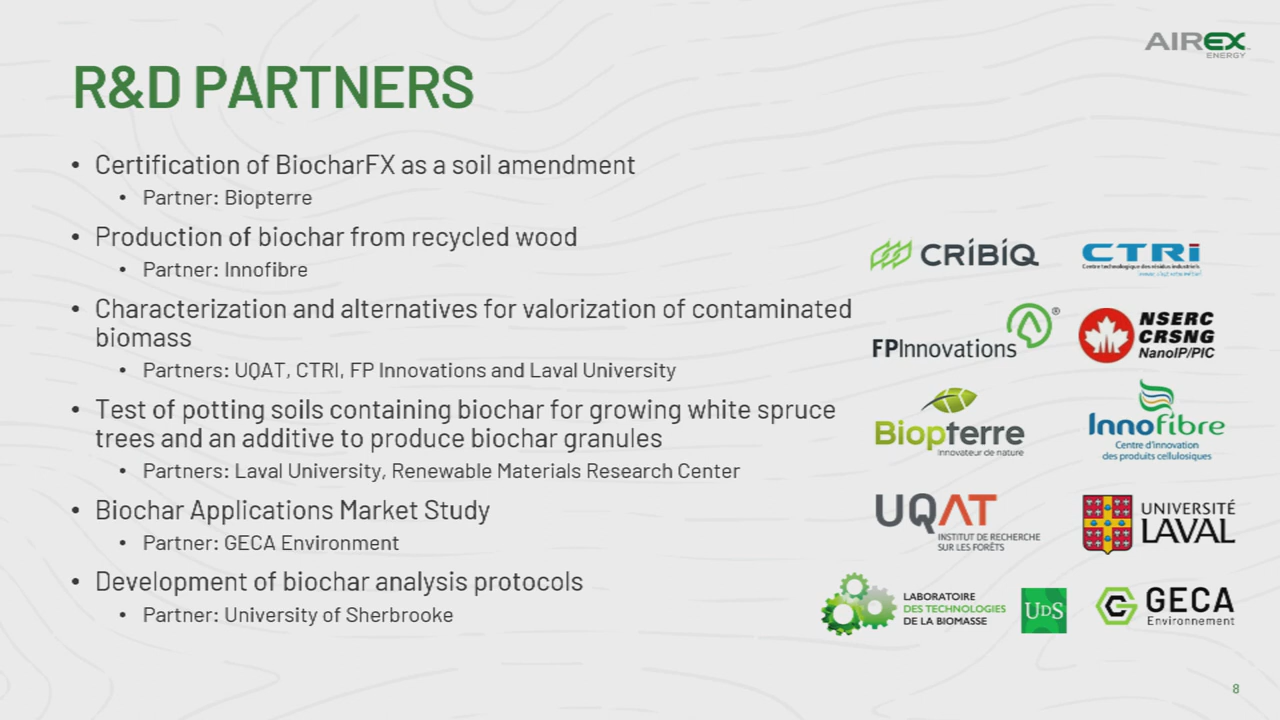 AIREX
ENERGY
R&D PARTNERS
• Certification of BiocharFX as a soil amendment
• Partner: Biopterre
• Production of biochar from recycled wood
• Partner: Innofibre
• Characterization and alternatives for valorization of contaminated
biomass
• Partners: UQAT, CTRI, FP Innovations and Laval University
• Test of potting soils containing biochar for growing white spruce
trees and an additive to produce biochar granules
• Partners: Laval University, Renewable Materials Research Center
• Biochar Applications Market Study
• Partner: GECA Environment
• Development of biochar analysis protocols
• Partner: University of Sherbrooke
CRIBIQ
CTRi
Centre technologique des résidus industriels
FPInnovations®
NSERC
CRSNG
NanoIP/PIC
Biopterre
Innovateur de nature
Innofibre
Centre d'innovation
des produits cellulosiques
UQAT
INSTITUT DE RECHERCHE
SUR LES FORÊTS
UNIVERSITÉ
LAVAL
LABORATOIRE
DES TECHNOLOGIES
DE LA BIOMASSE
UDS
GECA
Environnement
8